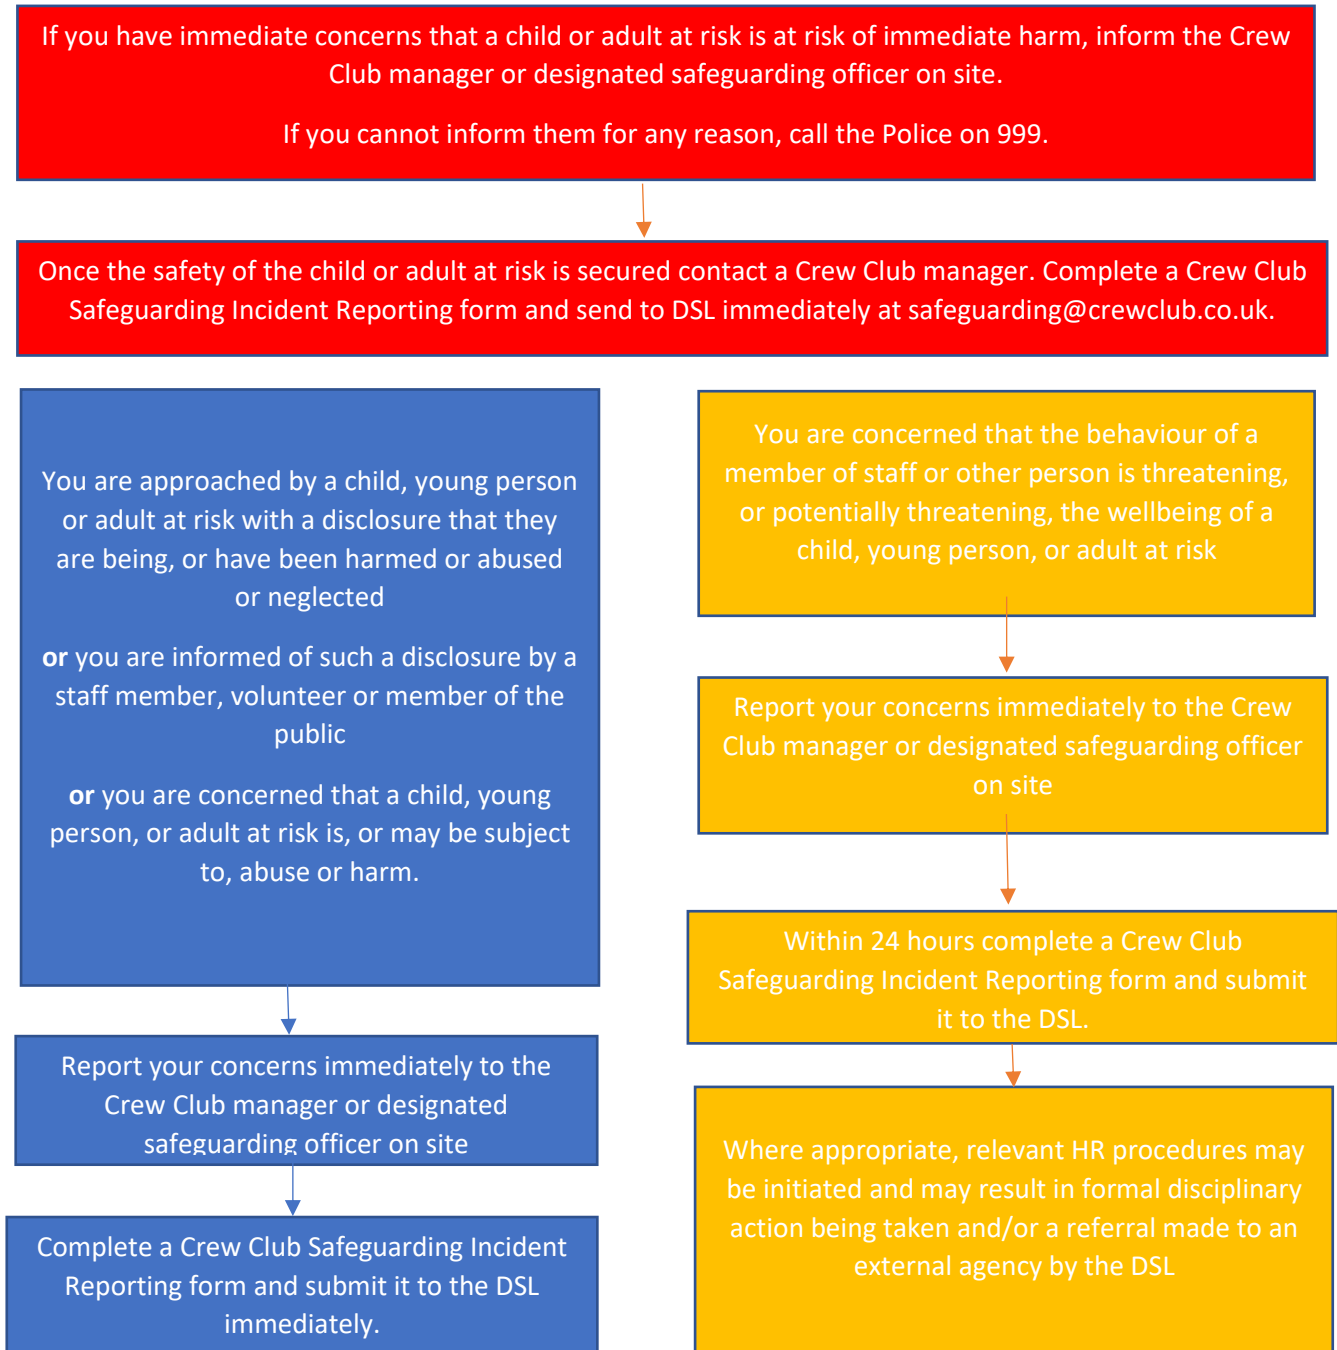 If you have immediate concerns that a child or adult at risk is at risk of immediate harm, inform the Crew
Club manager or designated safeguarding officer on site.
If you cannot inform them for any reason, call the Police on 999.
Once the safety of the child or adult at risk is secured contact a Crew Club manager. Complete a Crew Club
Safeguarding Incident Reporting form and send to DSL immediately at safeguarding@crewclub.co.uk.
You are approached by a child, young person
or adult at risk with a disclosure that they
are being, or have been harmed or abused
or neglected
or you are informed of such a disclosure by a
staff member, volunteer or member of the
public
or you are concerned that a child, young
person, or adult at risk is, or may be subject
to, abuse or harm.
Report your concerns immediately to the
Crew Club manager or designated
safeguarding officer on site
Complete a Crew Club Safeguarding Incident
Reporting form and submit it to the DSL
immediately.
You are concerned that the behaviour of a
member of staff or other person is threatening,
or potentially threatening, the wellbeing of a
child, young person, or adult at risk
Report your concerns immediately to the Crew
Club manager or designated safeguarding officer
on site
Within 24 hours complete a Crew Club
Safeguarding Incident Reporting form and submit
it to the DSL.
Where appropriate, relevant HR procedures may
be initiated and may result in formal disciplinary
action being taken and/or a referral made to an
external agency by the DSL